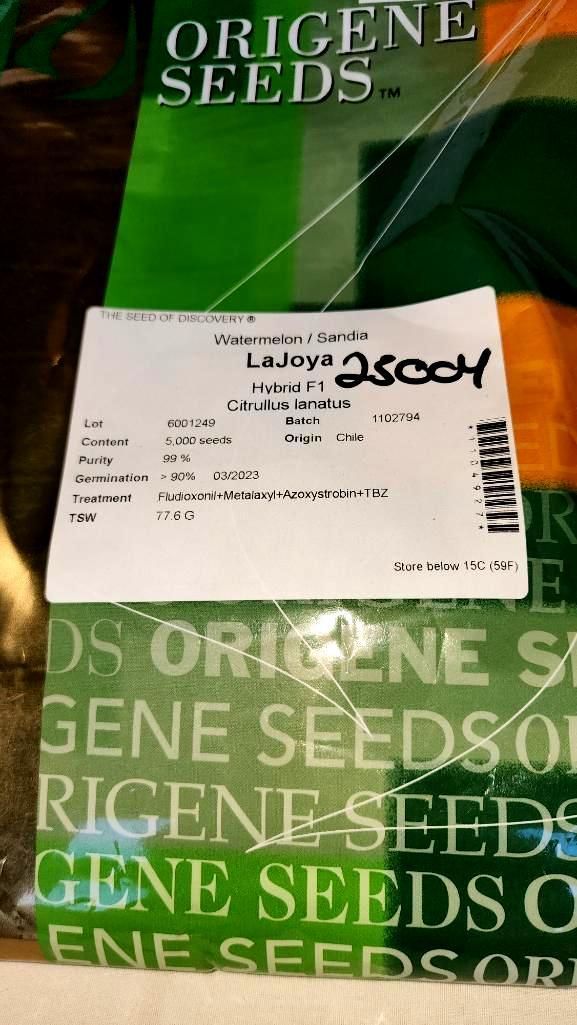 ORIGENE
SEEDS™
THE SEED OF DISCOVERY ®
Watermelon / Sandia
LaJoya 25004
Hybrid F1
Citrullus lanatus
Lot 6001249 Batch 1102794
Content 5,000 seeds Origin Chile
Purity 99 %
Germination > 90% 03/2023
Treatment Fludioxonil+Metalaxyl+Azoxystrobin+TBZ
TSW 77.6 G
Store below 15C (59F)
DS ORIGENE SE
GENE SEEDS OR
RIGENE SEEDS
GENE SEEDS O
ENE SEEDS ORI